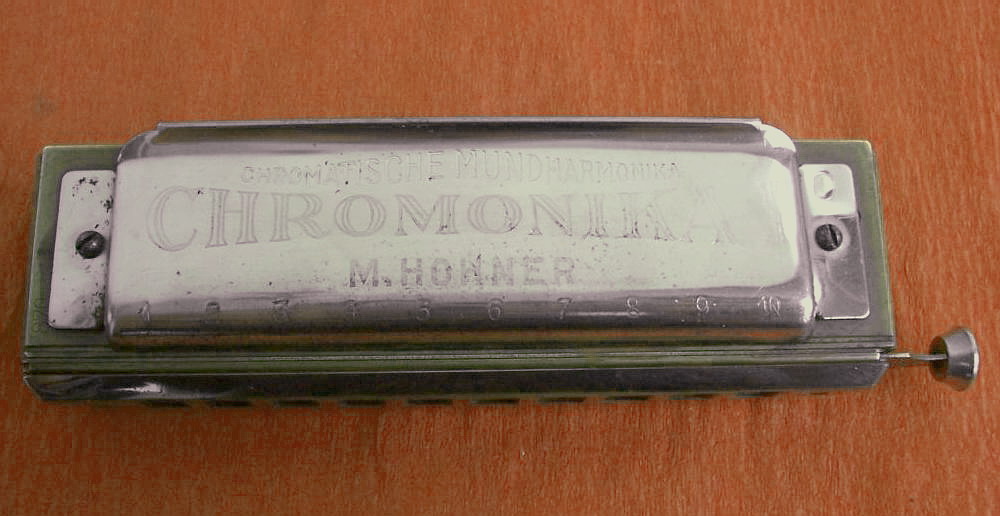 CHROMATISCHE MUNDHARMONIKA
CHROMONIKA
M. HOHNER
1 2 3 4 5 6 7 8 9 10